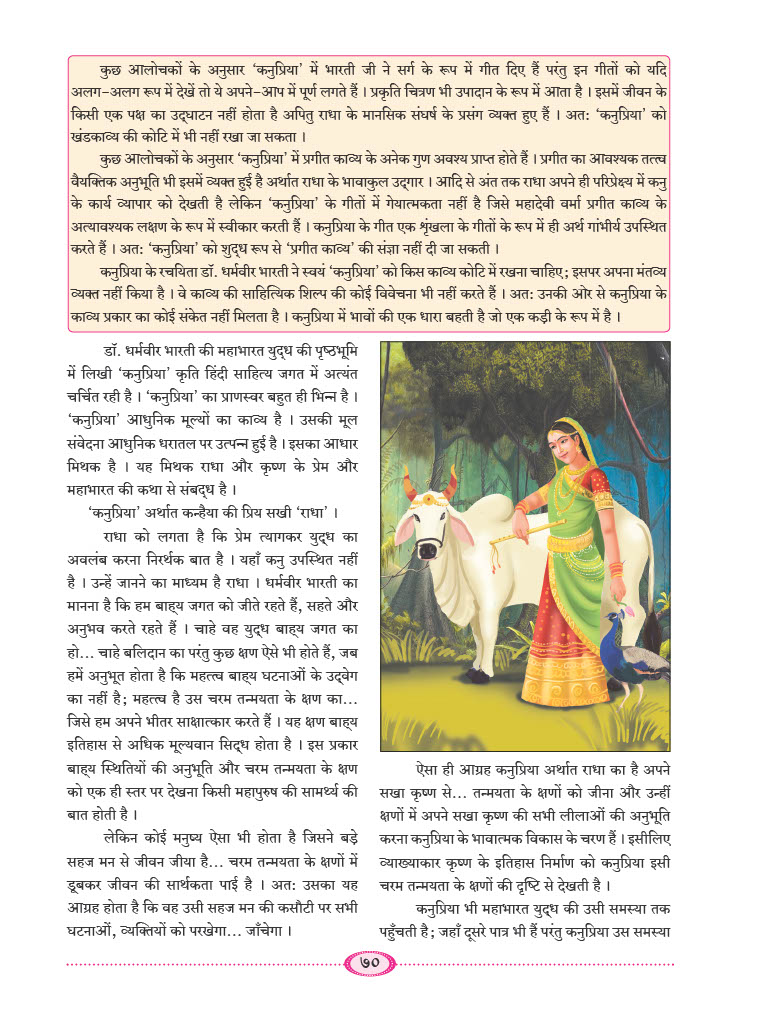 कुछ आलोचकों के अनुसार ‘कनुप्रिया’ में भारती जी ने सर्ग के रूप में गीत दिए हैं परंतु इन गीतों को यदि
अलग-अलग रूप में देखें तो ये अपने-आप में पूर्ण लगते हैं । प्रकृति चित्रण भी उपादान के रूप में आता है । इसमें जीवन के
किसी एक पक्ष का उद्घाटन नहीं होता है अपितु राधा के मानसिक संघर्ष के प्रसंग व्यक्त हुए हैं । अतः ‘कनुप्रिया’ को
खंडकाव्य की कोटि में भी नहीं रखा जा सकता ।
कुछ आलोचकों के अनुसार ‘कनुप्रिया’ में प्रगीत काव्य के अनेक गुण अवश्य प्राप्त होते हैं । प्रगीत का आवश्यक तत्त्व
वैयक्तिक अनुभूति भी इसमें व्यक्त हुई है अर्थात राधा के भावाकुल उद्गार । आदि से अंत तक राधा अपने ही परिप्रेक्ष्य में कनु
के कार्य व्यापार को देखती है लेकिन ‘कनुप्रिया’ के गीतों में गेयात्मकता नहीं है जिसे महादेवी वर्मा प्रगीत काव्य के
अत्यावश्यक लक्षण के रूप में स्वीकार करती हैं । कनुप्रिया के गीत एक शृंखला के गीतों के रूप में ही अर्थ गांभीर्य उपस्थित
करते हैं । अतः ‘कनुप्रिया’ को शुद्ध रूप से ‘प्रगीत काव्य’ की संज्ञा नहीं दी जा सकती ।
कनुप्रिया के रचयिता डॉ. धर्मवीर भारती ने स्वयं ‘कनुप्रिया’ को किस काव्य कोटि में रखना चाहिए; इसपर अपना मंतव्य
व्यक्त नहीं किया है । वे काव्य की साहित्यिक शिल्प की कोई विवेचना भी नहीं करते हैं । अतः उनकी ओर से कनुप्रिया के
काव्य प्रकार का कोई संकेत नहीं मिलता है । कनुप्रिया में भावों की एक धारा बहती है जो एक कड़ी के रूप में है ।
डॉ. धर्मवीर भारती की महाभारत युद्ध की पृष्ठभूमि
में लिखी ‘कनुप्रिया’ कृति हिंदी साहित्य जगत में अत्यंत
चर्चित रही है । ‘कनुप्रिया’ का प्राणस्वर बहुत ही भिन्न है ।
‘कनुप्रिया’ आधुनिक मूल्यों का काव्य है । उसकी मूल
संवेदना आधुनिक धरातल पर उत्पन्न हुई है । इसका आधार
मिथक है । यह मिथक राधा और कृष्ण के प्रेम और
महाभारत की कथा से संबद्ध है ।
‘कनुप्रिया’ अर्थात कन्हैया की प्रिय सखी ‘राधा’ ।
राधा को लगता है कि प्रेम त्यागकर युद्ध का
अवलंब करना निरर्थक बात है । यहाँ कनु उपस्थित नहीं
है । उन्हें जानने का माध्यम है राधा । धर्मवीर भारती का
मानना है कि हम बाह्य जगत को जीते रहते हैं, सहते और
अनुभव करते रहते हैं । चाहे वह युद्ध बाह्य जगत का
हो... चाहे बलिदान का परंतु कुछ क्षण ऐसे भी होते हैं, जब
हमें अनुभूत होता है कि महत्त्व बाह्य घटनाओं के उद्वेग
का नहीं है; महत्त्व है उस चरम तन्मयता के क्षण का...
जिसे हम अपने भीतर साक्षात्कार करते हैं । यह क्षण बाह्य
इतिहास से अधिक मूल्यवान सिद्ध होता है । इस प्रकार
बाह्य स्थितियों की अनुभूति और चरम तन्मयता के क्षण
को एक ही स्तर पर देखना किसी महापुरुष की सामर्थ्य की
बात होती है ।
लेकिन कोई मनुष्य ऐसा भी होता है जिसने बड़े
सहज मन से जीवन जीया है... चरम तन्मयता के क्षणों में
डूबकर जीवन की सार्थकता पाई है । अतः उसका यह
आग्रह होता है कि वह उसी सहज मन की कसौटी पर सभी
घटनाओं, व्यक्तियों को परखेगा... जाँचेगा ।
ऐसा ही आग्रह कनुप्रिया अर्थात राधा का है अपने
सखा कृष्ण से... तन्मयता के क्षणों को जीना और उन्हीं
क्षणों में अपने सखा कृष्ण की सभी लीलाओं की अनुभूति
करना कनुप्रिया के भावात्मक विकास के चरण हैं । इसीलिए
व्याख्याकार कृष्ण के इतिहास निर्माण को कनुप्रिया इसी
चरम तन्मयता के क्षणों की दृष्टि से देखती है ।
कनुप्रिया भी महाभारत युद्ध की उसी समस्या तक
पहुँचती है; जहाँ दूसरे पात्र भी हैं परंतु कनुप्रिया उस समस्या
७०